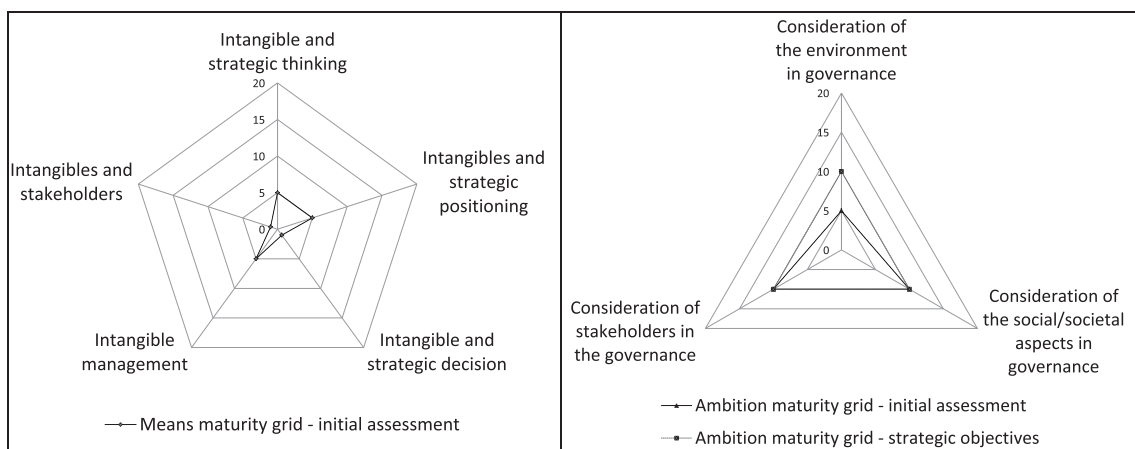 Intangible and
strategic thinking
20
15
10
5
0
Intangibles and
stakeholders
Intangibles and
strategic
positioning
Intangible
management
Intangible and
strategic decision
Means maturity grid - initial assessment
Consideration of
the environment
in governance
20
15
10
5
0
Consideration of
stakeholders in
the governance
Consideration of
the social/societal
aspects in
governance
Ambition maturity grid - initial assessment
Ambition maturity grid - strategic objectives